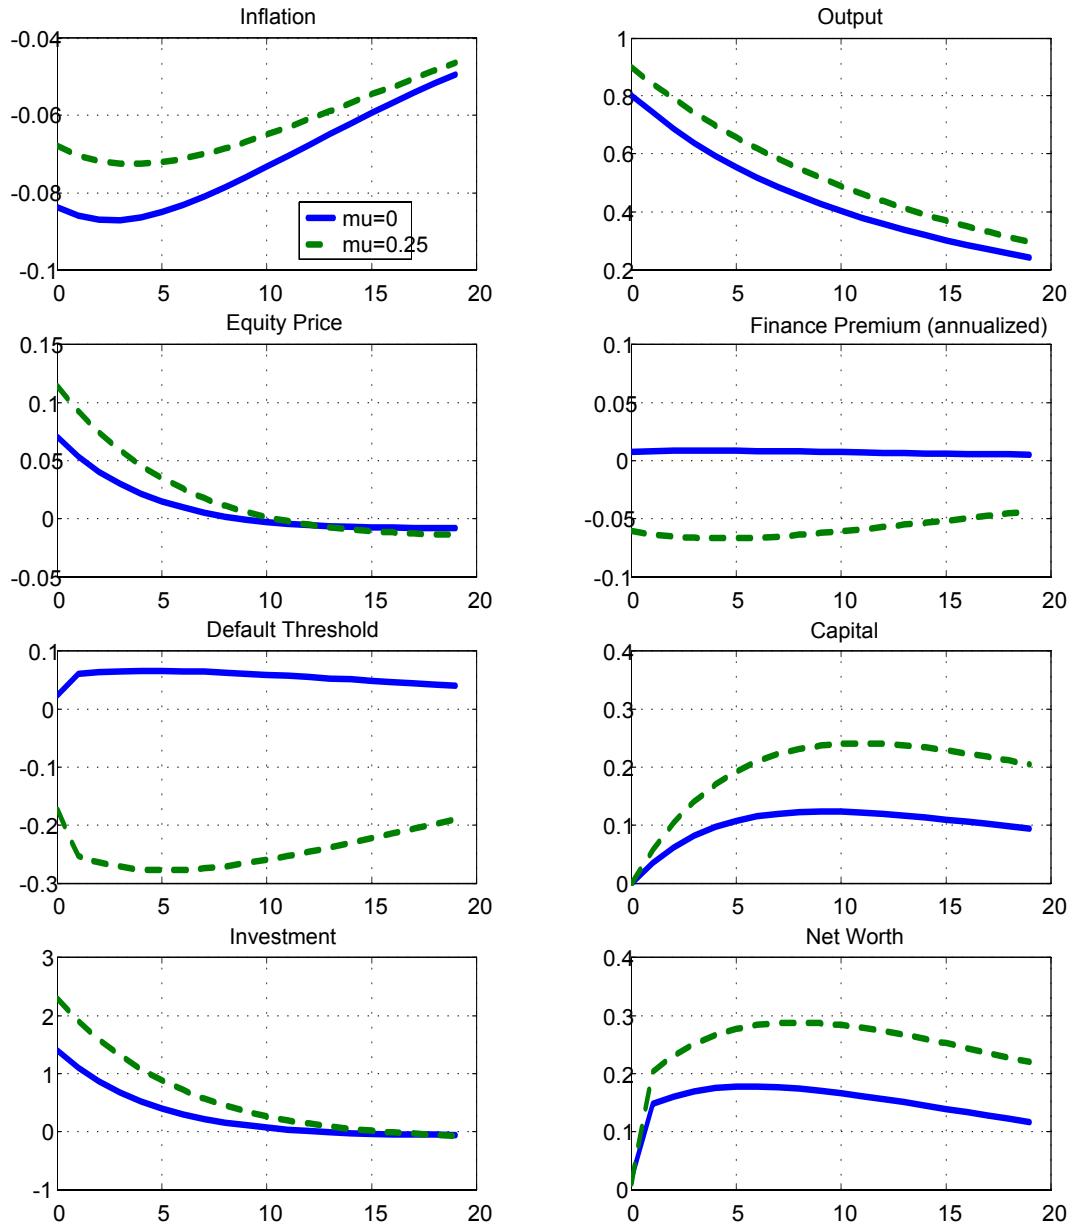 Inflation
-0.04
-0.06
-0.08
-0.1
0 5 10 15 20
mu=0
mu=0.25
Output
1
0.8
0.6
0.4
0.2
0 5 10 15 20
Equity Price
0.15
0.1
0.05
0
-0.05
0 5 10 15 20
Finance Premium (annualized)
0.1
0.05
0
-0.05
-0.1
0 5 10 15 20
Default Threshold
0.1
0
-0.1
-0.2
-0.3
0 5 10 15 20
Capital
0.4
0.3
0.2
0.1
0
0 5 10 15 20
Investment
3
2
1
0
-1
0 5 10 15 20
Net Worth
0.4
0.3
0.2
0.1
0
0 5 10 15 20